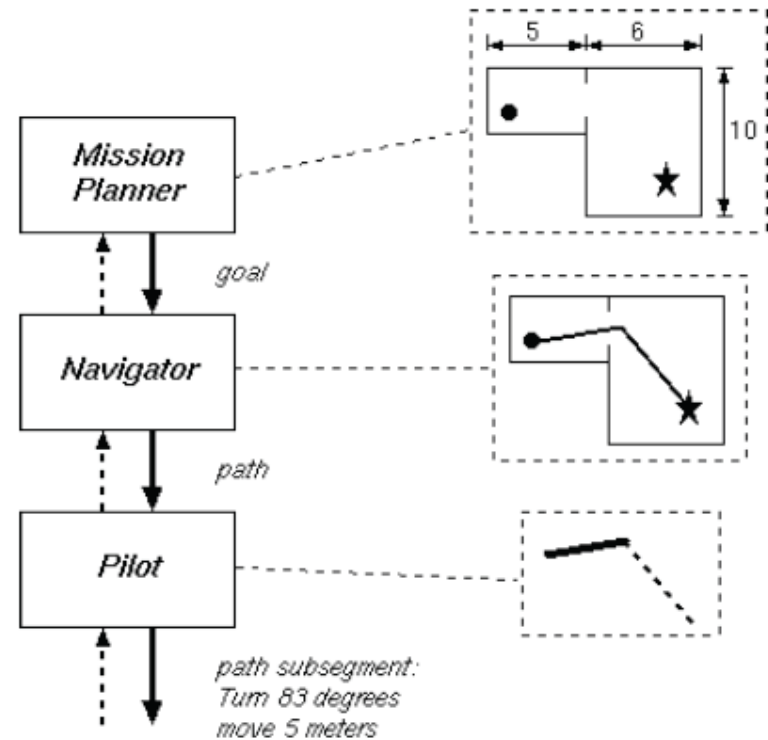 5 6
10
Mission
Planner
goal
Navigator
path
Pilot
path subsegment:
Turn 83 degrees
move 5 meters